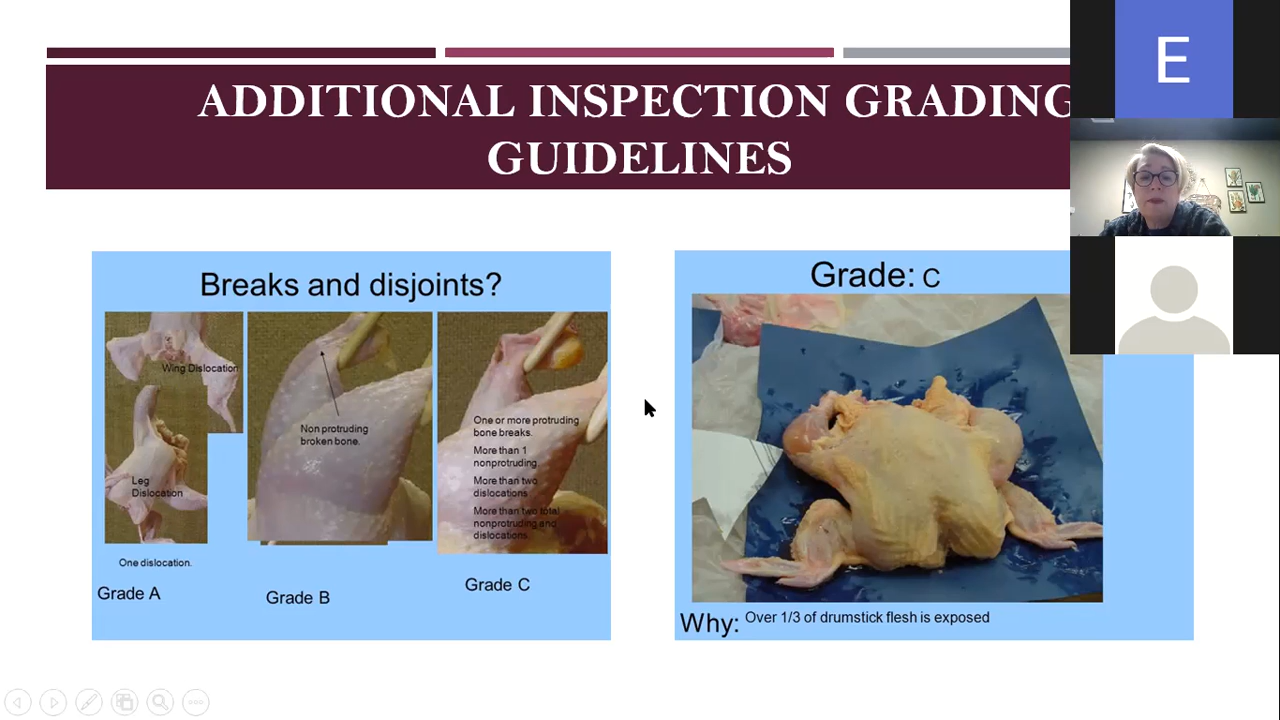 ADDITIONAL INSPECTION GRADING
GUIDELINES
E
Breaks and disjoints?
Wing Dislocation
Leg
Dislocation
One dislocation.
Grade A
Non protruding
broken bone.
Grade B
One or more protruding
bone breaks.
More than 1
nonprotruding
More than two
dislocations
More than two total
nonprotruding and
dislocations.
Grade C
Grade: C
Why: Over 1/3 of drumstick flesh is exposed